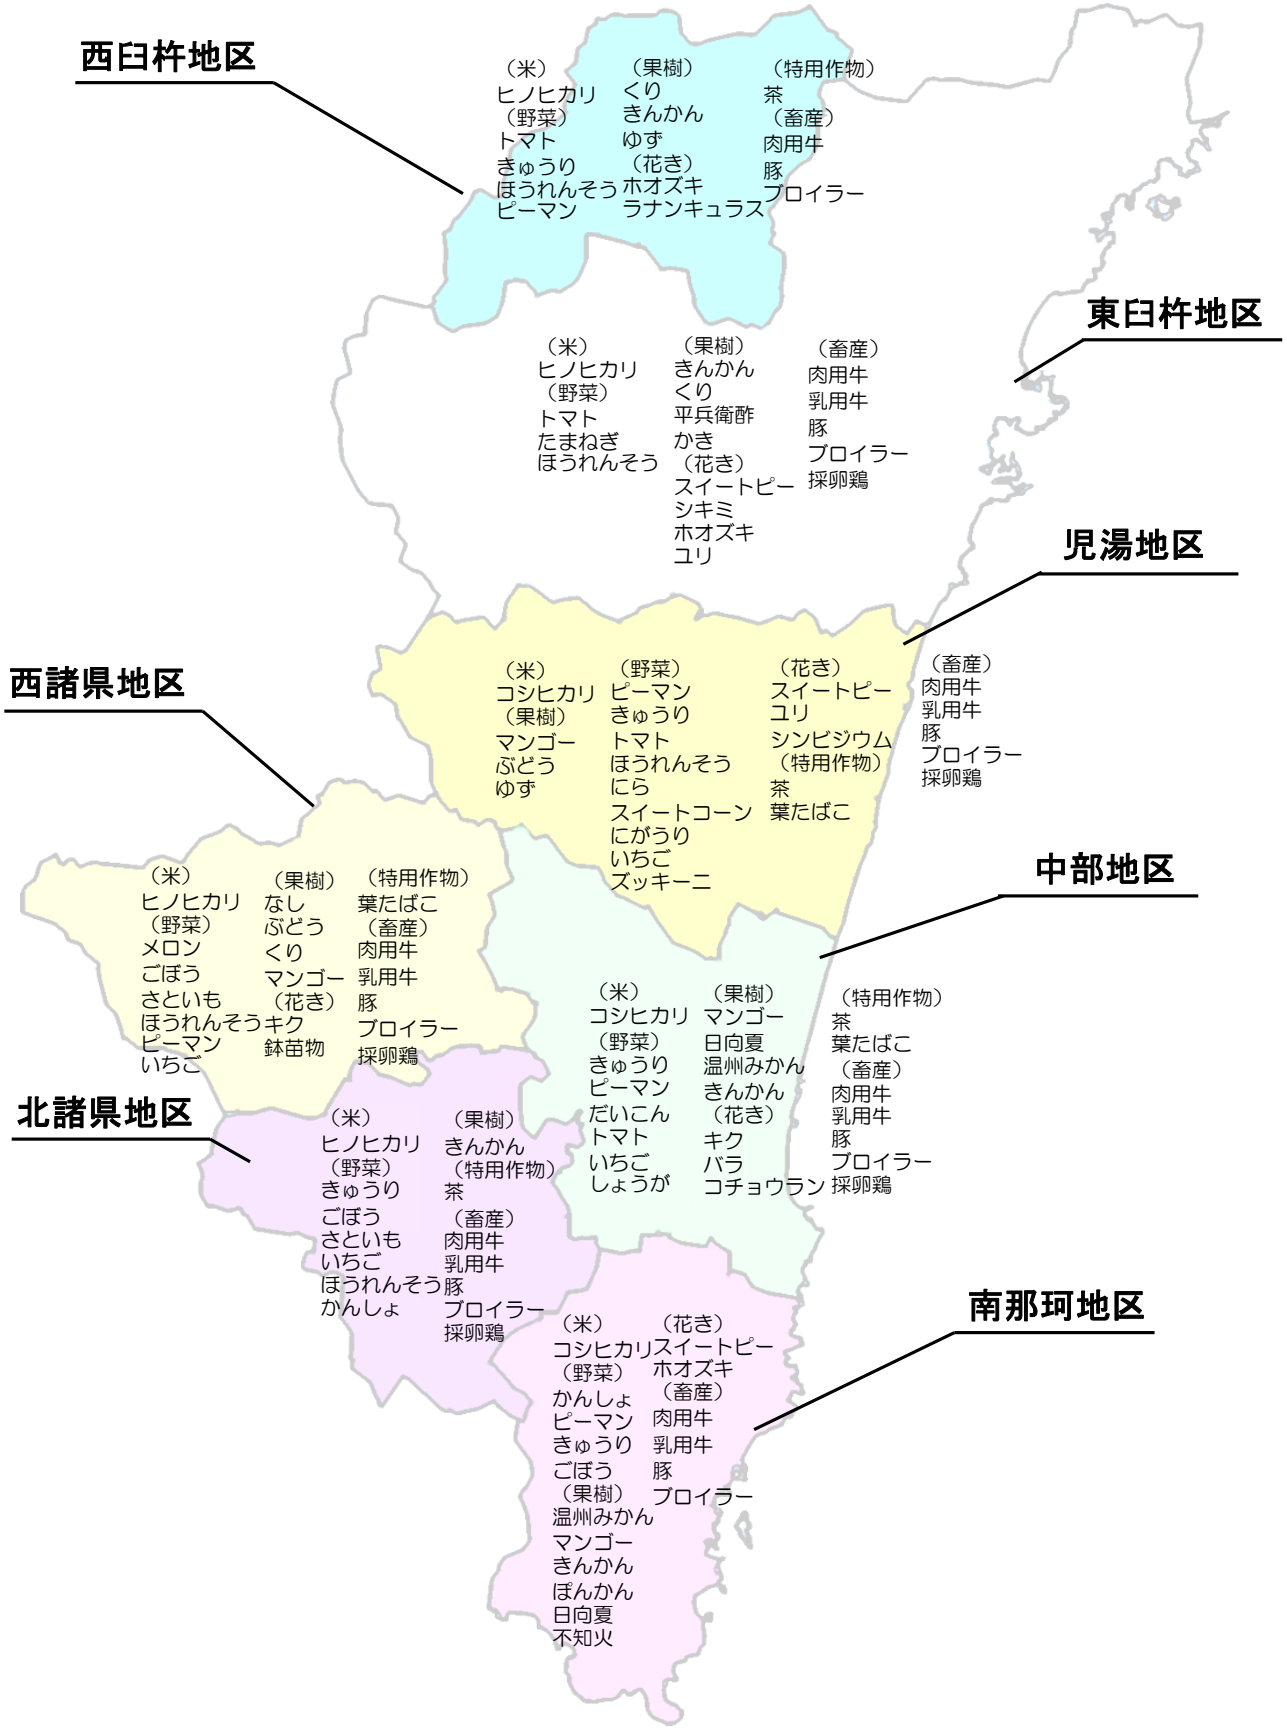 西臼杵地区
（米）
ヒノヒカリ
（野菜）
トマト
きゅうり
ほうれんそう
ピーマン
（果樹）
くり
きんかん
ゆず
（花き）
ホオズキ
ラナンキュラス
（特用作物）
茶
（畜産）
肉用牛
豚
ブロイラー
東臼杵地区
（米）
ヒノヒカリ
（野菜）
トマト
たまねぎ
ほうれんそう
（果樹）
きんかん
くり
平兵衛酢
かき
（花き）
スイートピー
シキミ
ホオズキ
ユリ
（畜産）
肉用牛
乳用牛
豚
ブロイラー
採卵鶏
児湯地区
（米）
コシヒカリ
（果樹）
マンゴー
ぶどう
ゆず
（野菜）
ピーマン
きゅうり
トマト
ほうれんそう
にら
スイートコーン
にがうり
いちご
ズッキーニ
（花き）
スイートピー
ユリ
シンビジウム
（特用作物）
茶
葉たばこ
（畜産）
肉用牛
乳用牛
豚
ブロイラー
採卵鶏
西諸県地区
（米）
ヒノヒカリ
（野菜）
メロン
ごぼう
さといも
ほうれんそう
ピーマン
いちご
（果樹）
なし
ぶどう
くり
マンゴー
（花き）
キク
鉢苗物
（特用作物）
葉たばこ
（畜産）
肉用牛
乳用牛
豚
ブロイラー
採卵鶏
中部地区
（米）
コシヒカリ
（野菜）
きゅうり
ピーマン
だいこん
トマト
いちご
しょうが
（果樹）
マンゴー
日向夏
温州みかん
きんかん
（花き）
キク
バラ
コチョウラン
（特用作物）
茶
葉たばこ
（畜産）
肉用牛
乳用牛
豚
ブロイラー
採卵鶏
北諸県地区
（米）
ヒノヒカリ
（野菜）
きゅうり
ごぼう
さといも
いちご
ほうれんそう
かんしょ
（果樹）
きんかん
（特用作物）
茶
（畜産）
肉用牛
乳用牛
豚
ブロイラー
採卵鶏
南那珂地区
（米）
コシヒカリ
（野菜）
かんしょ
ピーマン
きゅうり
ごぼう
（果樹）
温州みかん
マンゴー
きんかん
ぽんかん
日向夏
不知火
（花き）
スイートピー
ホオズキ
（畜産）
肉用牛
乳用牛
豚
ブロイラー